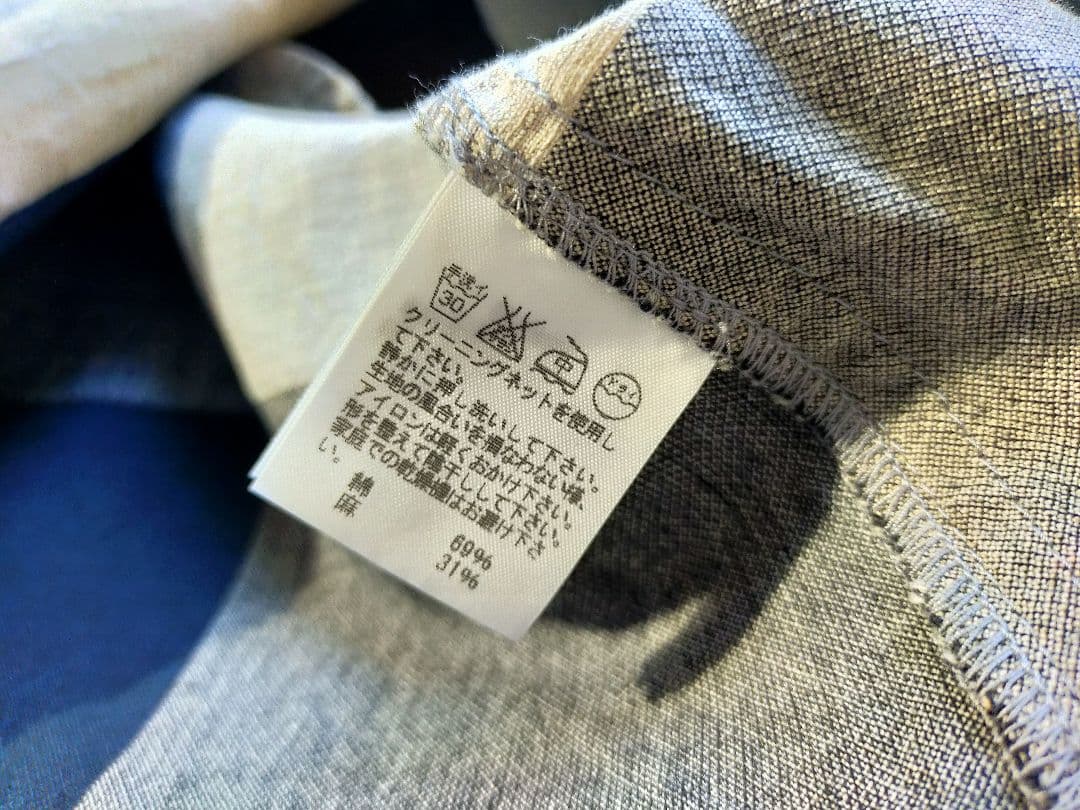 手洗イ
30
中
クリーニングネットを使用し
て下さい。
静かに押し洗いして下さい。
生地の風合いを損なわない様、
アイロンは軽くおかけ下さい。
形を整えて陰干しして下さい。
家庭での乾燥機はお避け下さ
い。
綿 69%
麻 31%